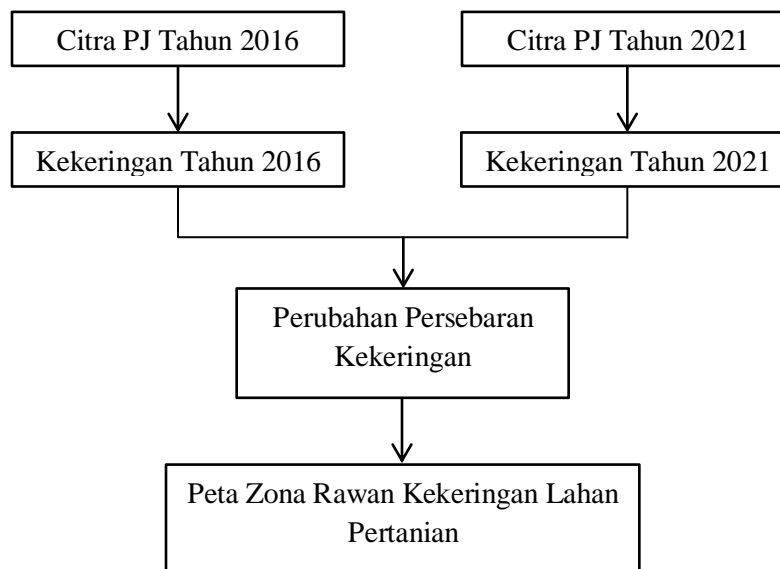 Citra PJ Tahun 2016
Citra PJ Tahun 2021
Kekeringan Tahun 2016
Kekeringan Tahun 2021
Perubahan Persebaran
Kekeringan
Peta Zona Rawan Kekeringan Lahan
Pertanian